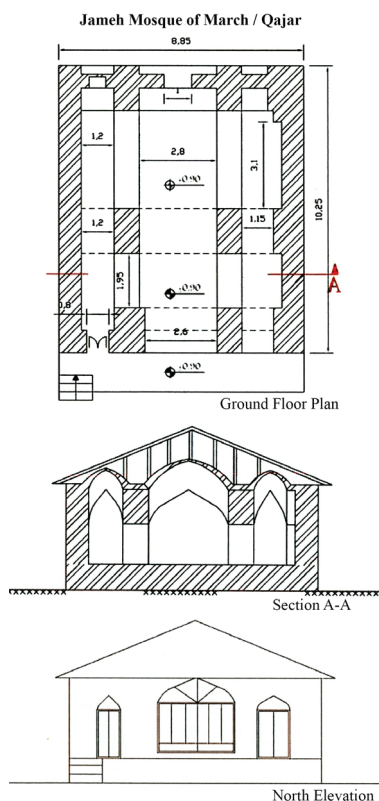 Jameh Mosque of March / Qajar
8,85
1
1,2
2,8
3,1
+0.90
10,25
1,2
1,15
1,95
A
0,8
+0.90
2,6
+0.90
Ground Floor Plan
Section A-A
North Elevation